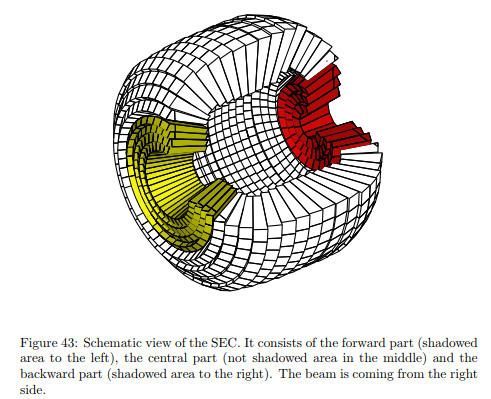 Figure 43: Schematic view of the SEC. It consists of the forward part (shadowed
area to the left), the central part (not shadowed area in the middle) and the
backward part (shadowed area to the right). The beam is coming from the right
side.